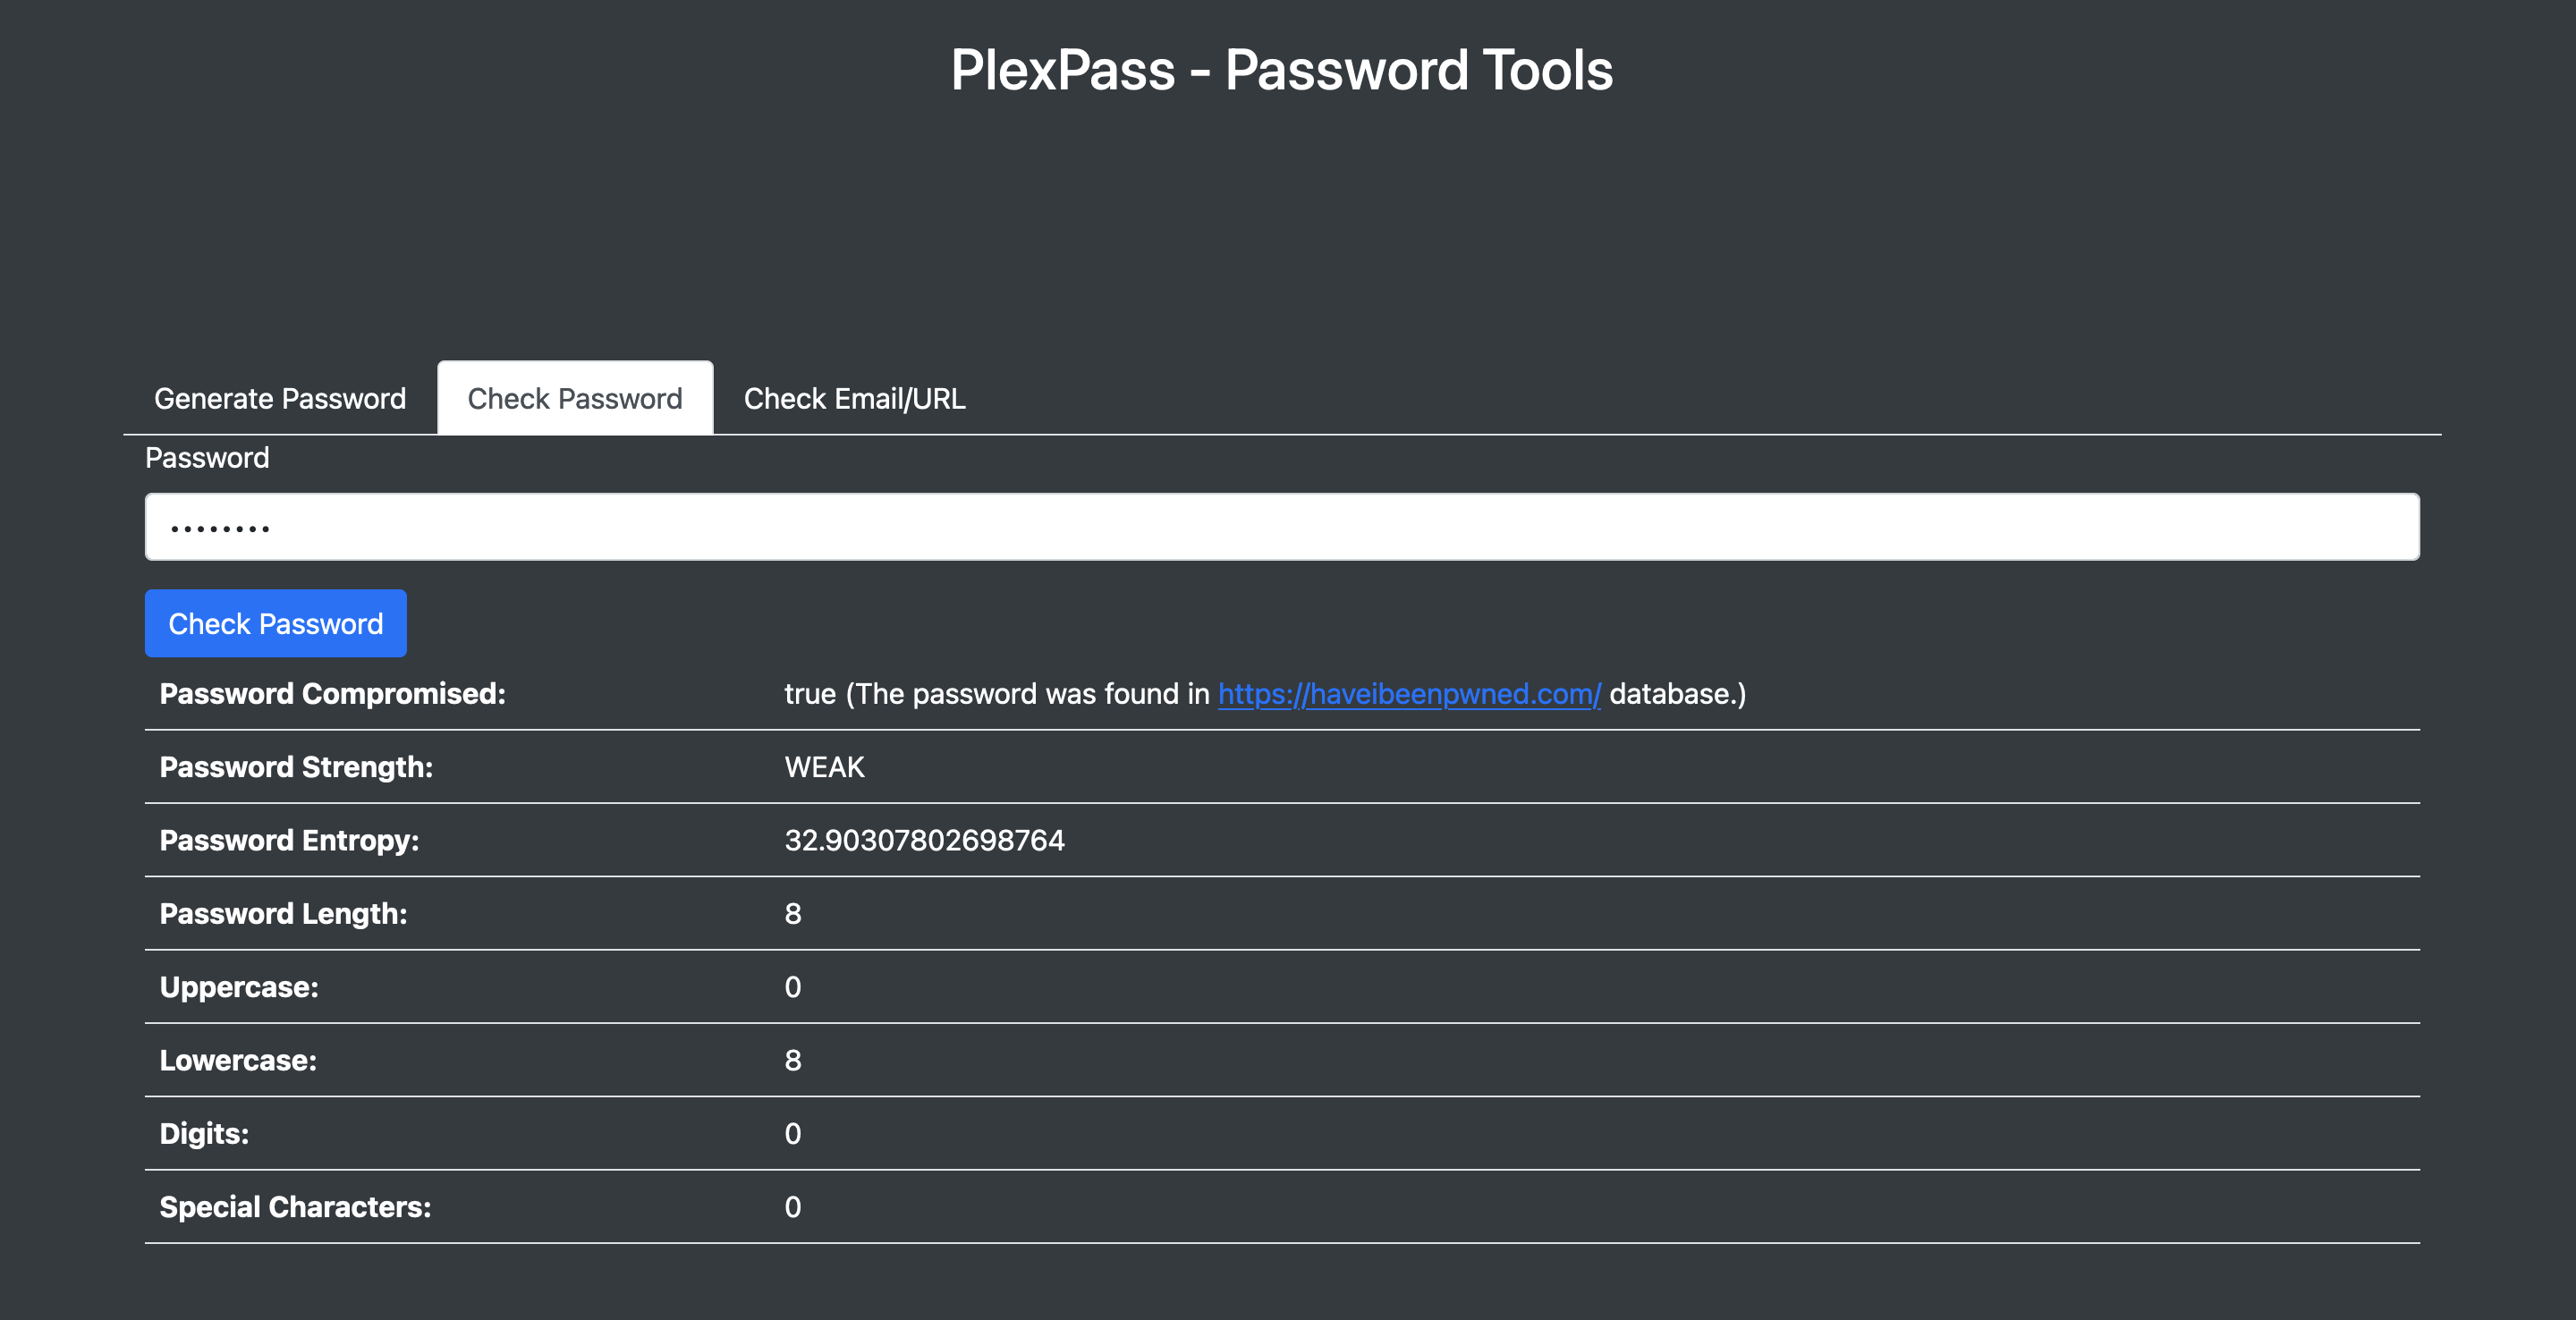 PlexPass - Password Tools
Generate Password Check Password Check Email/URL
Password
••••••••
Check Password
Password Compromised: true (The password was found in https://haveibeenpwned.com/ database.)
Password Strength: WEAK
Password Entropy: 32.90307802698764
Password Length: 8
Uppercase: 0
Lowercase: 8
Digits: 0
Special Characters: 0